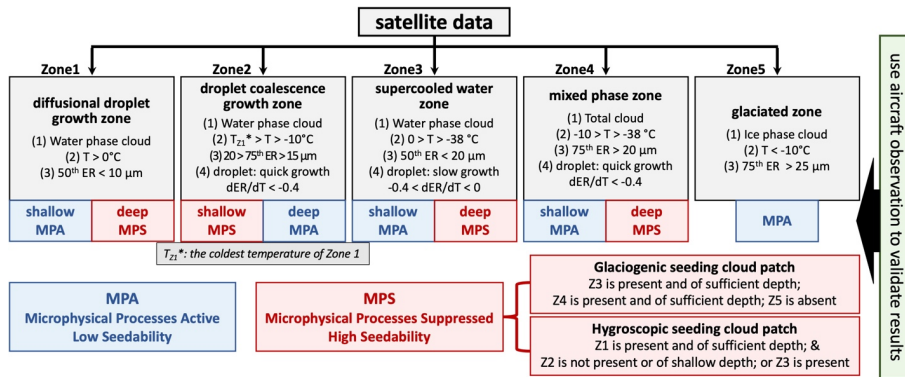 satellite data
Zone1
diffusional droplet
growth zone
(1) Water phase cloud
(2) T > 0°C
(3) 50th ER < 10 μm
shallow
MPA
deep
MPS
Zone2
droplet coalescence
growth zone
(1) Water phase cloud
(2) TZ1* > T > -10°C
(3) 20 > 75th ER > 15 μm
(4) droplet: quick growth
dER/dT < -0.4
shallow
MPS
deep
MPA
Zone3
supercooled water
zone
(1) Water phase cloud
(2) 0 > T > -38 °C
(3) 50th ER < 20 μm
(4) droplet: slow growth
-0.4 < dER/dT < 0
shallow
MPA
deep
MPS
Zone4
mixed phase zone
(1) Total cloud
(2) -10 > T > -38°C
(3) 75th ER > 20 μm
(4) droplet: quick growth
dER/dT < -0.4
shallow
MPA
deep
MPS
Zone5
glaciated zone
(1) Ice phase cloud
(2) T < -10°C
(3) 75th ER > 25 μm
MPA
TZ1*: the coldest temperature of Zone 1
MPA
Microphysical Processes Active
Low Seedability
MPS
Microphysical Processes Suppressed
High Seedability
Glaciogenic seeding cloud patch
Z3 is present and of sufficient depth;
Z4 is present and of sufficient depth; Z5 is absent
Hygroscopic seeding cloud patch
Z1 is present and of sufficient depth; &
Z2 is not present or of shallow depth; or Z3 is present
use aircraft observation to validate results